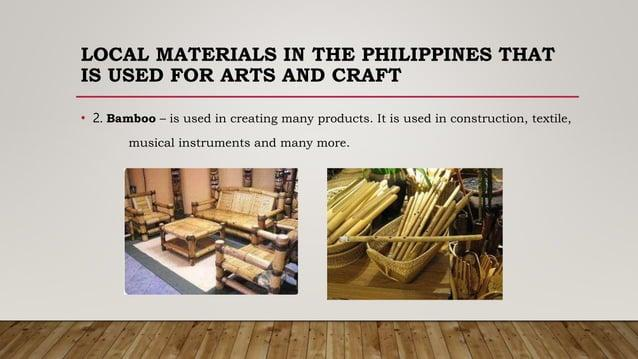 LOCAL MATERIALS IN THE PHILIPPINES THAT
IS USED FOR ARTS AND CRAFT
• 2. Bamboo – is used in creating many products. It is used in construction, textile,
musical instruments and many more.